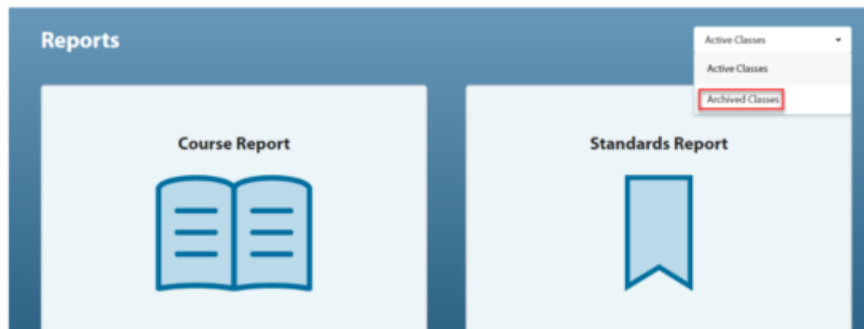 Reports
Active Classes
Active Classes
Archived Classes
Course Report
Standards Report